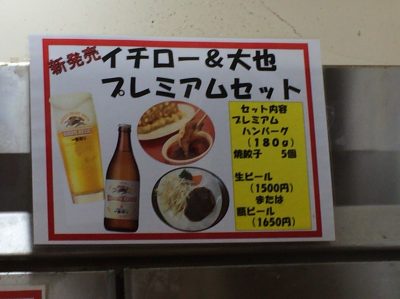 新発売
イチロー＆大也
プレミアムセット
セット内容
プレミアム
ハンバーグ
（180g）
焼餃子　5個
生ビール
（1500円）
または
瓶ビール
（1650円）